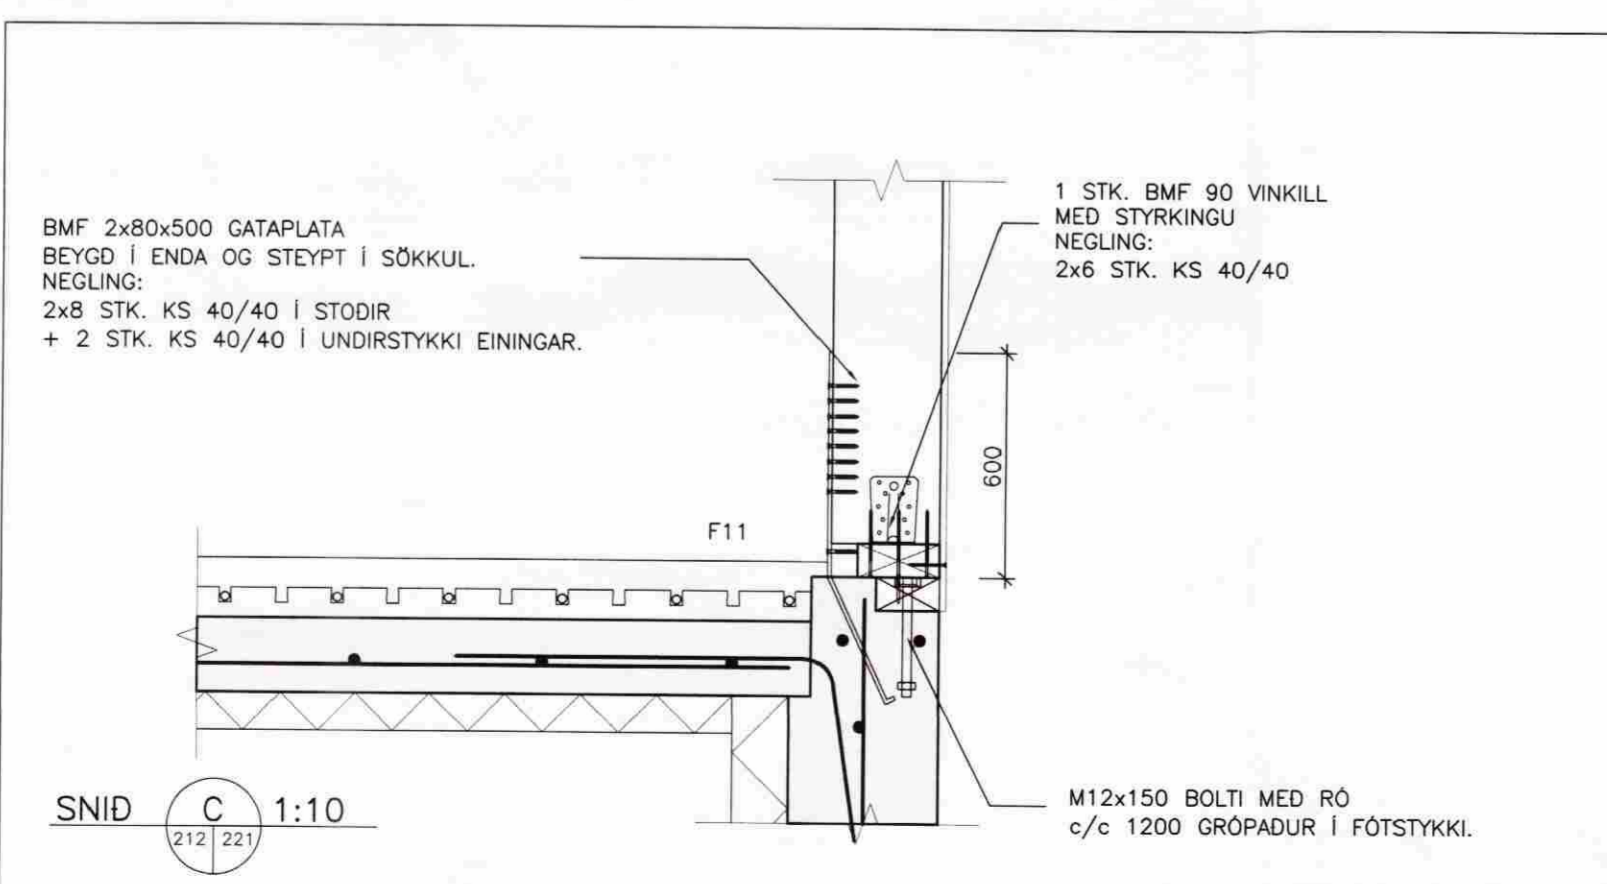 BMF 2x80x500 GATAPLATA
BEYGÐ Í ENDA OG STEYPT Í SÖKKUL.
NEGLING:
2x8 STK. KS 40/40 Í STOÐIR
+ 2 STK. KS 40/40 Í UNDIRSTYKKI EININGAR.
1 STK. BMF 90 VINKILL
MEÐ STYRKINGU
NEGLING:
2x6 STK. KS 40/40
600
F11
M12x150 BOLTI MEÐ RÓ
c/c 1200 GRÓPAÐUR Í FÓTSTYKKI.
SNIÐ C 1:10
212 221